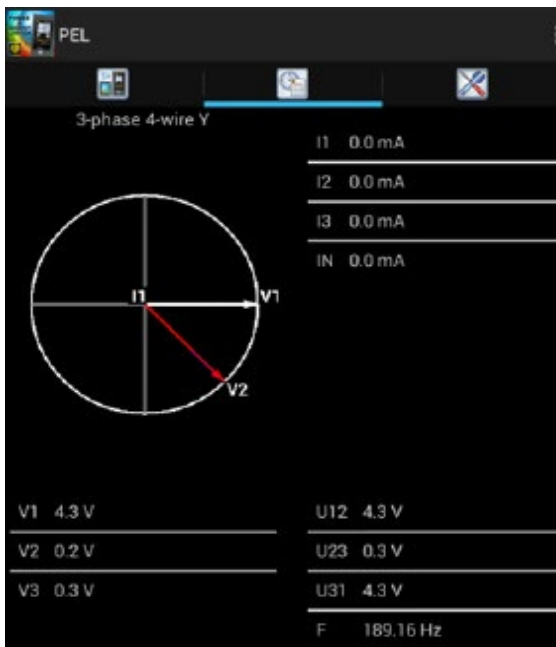 PEL
3-phase 4-wire Y
I1 0.0 mA
I2 0.0 mA
I3 0.0 mA
IN 0.0 mA
I1
V1
V2
V1 4.3 V
V2 0.2 V
V3 0.3 V
U12 4.3 V
U23 0.3 V
U31 4.3 V
F 189.16 Hz